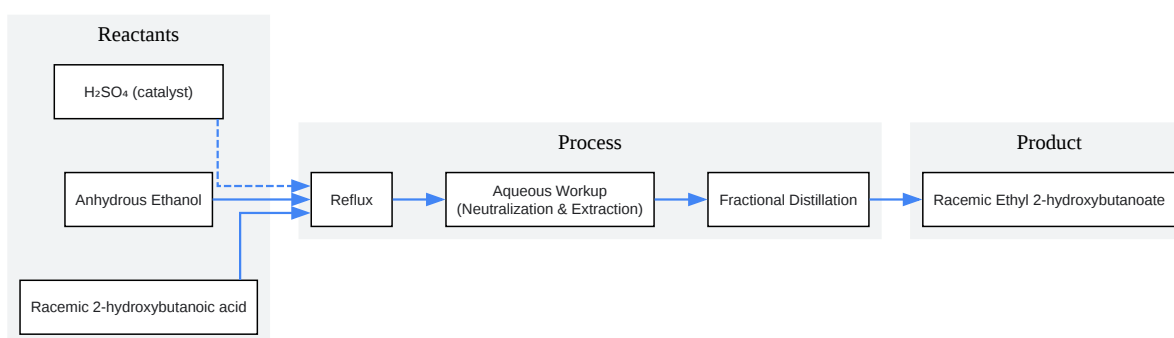 Reactants
H₂SO₄ (catalyst)
Anhydrous Ethanol
Racemic 2-hydroxybutanoic acid
Process
Reflux
Aqueous Workup
(Neutralization & Extraction)
Fractional Distillation
Product
Racemic Ethyl 2-hydroxybutanoate